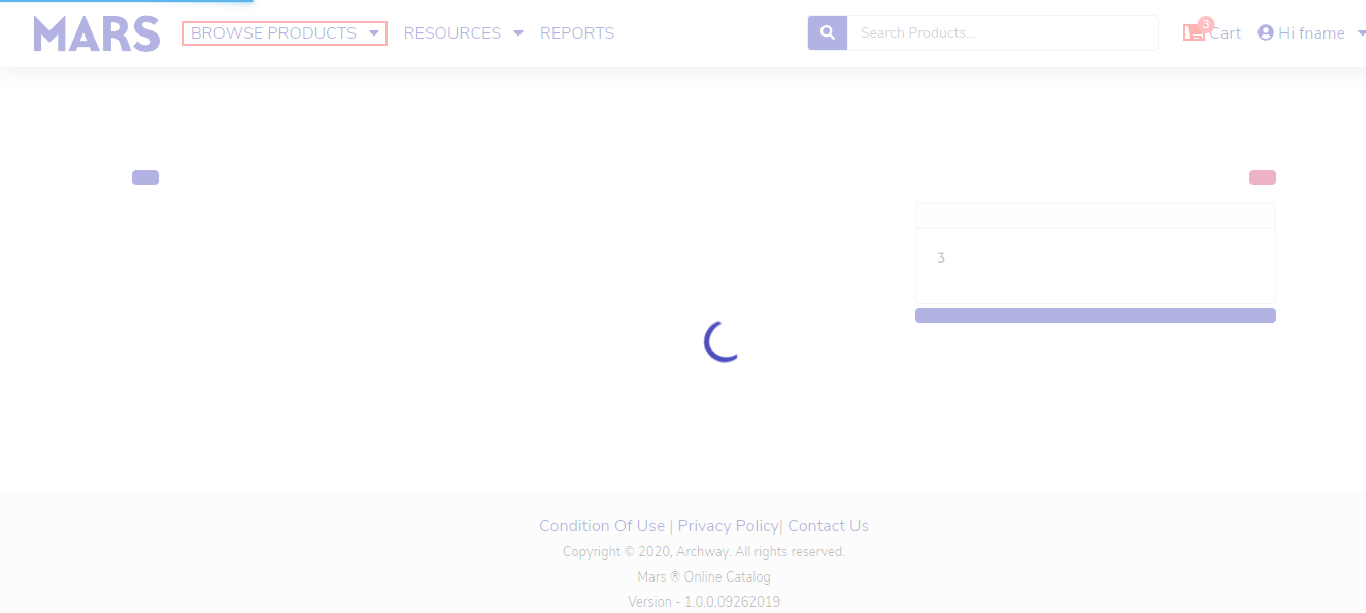 MARS BROWSE PRODUCTS RESOURCES REPORTS Search Products... 3 Cart Hi fname
3
Condition Of Use | Privacy Policy| Contact Us
Copyright © 2020, Archway. All rights reserved.
Mars ® Online Catalog
Version - 1.0.0.09262019